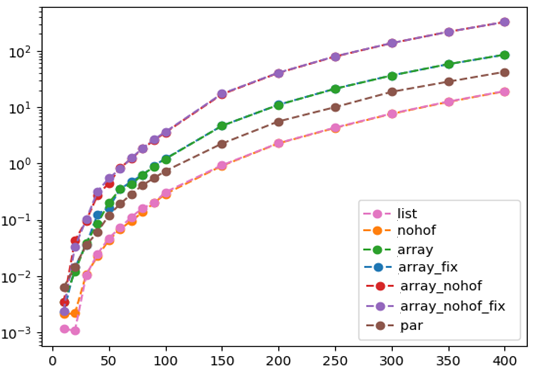 10²
10¹
10⁰
10⁻¹
10⁻²
10⁻³
list
nohof
array
array_fix
array_nohof
array_nohof_fix
par
0 50 100 150 200 250 300 350 400